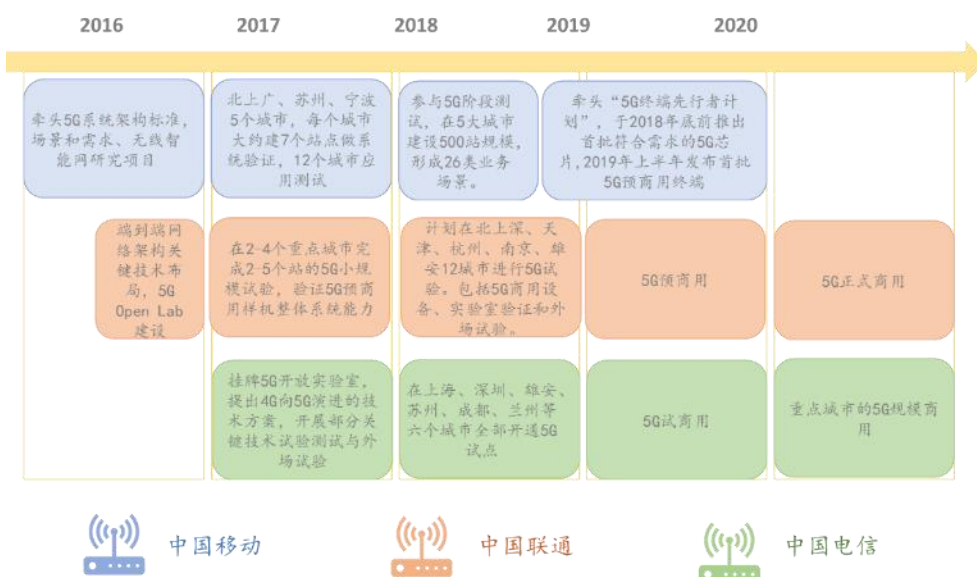 2016 2017 2018 2019 2020
牵头5G系统架构标准,
场景和需求、无线智
能网研究项目
北上广、苏州、宁波
5个城市,每个城市
大约建7个站点做系
统验证,12个城市应
用测试
参与5G阶段测
试,在5大城市
建设500站规模,
形成26类业务
场景。
牵头“5G终端先行者计
划”,于2018年底前推出
首批符合需求的5G芯
片,2019年上半年发布首批
5G预商用终端
端到端网
络架构关
键技术布
局,5G
Open Lab
建设
在2-4个重点城市完
成2-5个站的5G小规
模试验,验证5G预商
用样机整体系统能力
计划在北上深、天
津、杭州、南京、雄
安12城市进行5G试
验。包括5G商用设
备、实验室验证和外
场试验。
5G预商用
5G正式商用
挂牌5G开放实验室,
提出4G向5G演进的技
术方案,开展部分关
键技术试验测试与外
场试验
在上海、深圳、雄安、
苏州、成都、兰州等
六个城市全部开通5G
试点
5G试商用
重点城市的5G规模商
用
中国移动 中国联通 中国电信